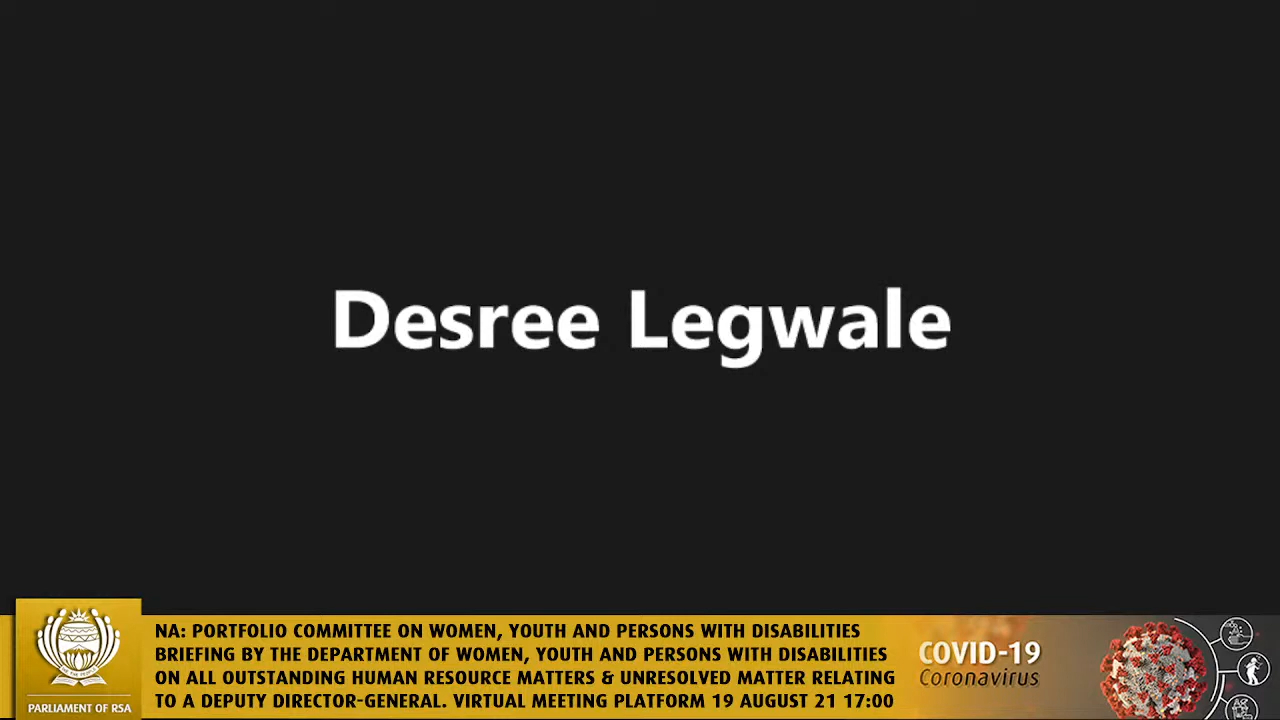 Desree Legwale
NA: PORTFOLIO COMMITTEE ON WOMEN, YOUTH AND PERSONS WITH DISABILITIES
BRIEFING BY THE DEPARTMENT OF WOMEN, YOUTH AND PERSONS WITH DISABILITIES
ON ALL OUTSTANDING HUMAN RESOURCE MATTERS & UNRESOLVED MATTER RELATING
TO A DEPUTY DIRECTOR-GENERAL. VIRTUAL MEETING PLATFORM 19 AUGUST 21 17:00
PARLIAMENT OF RSA
COVID-19
Coronavirus